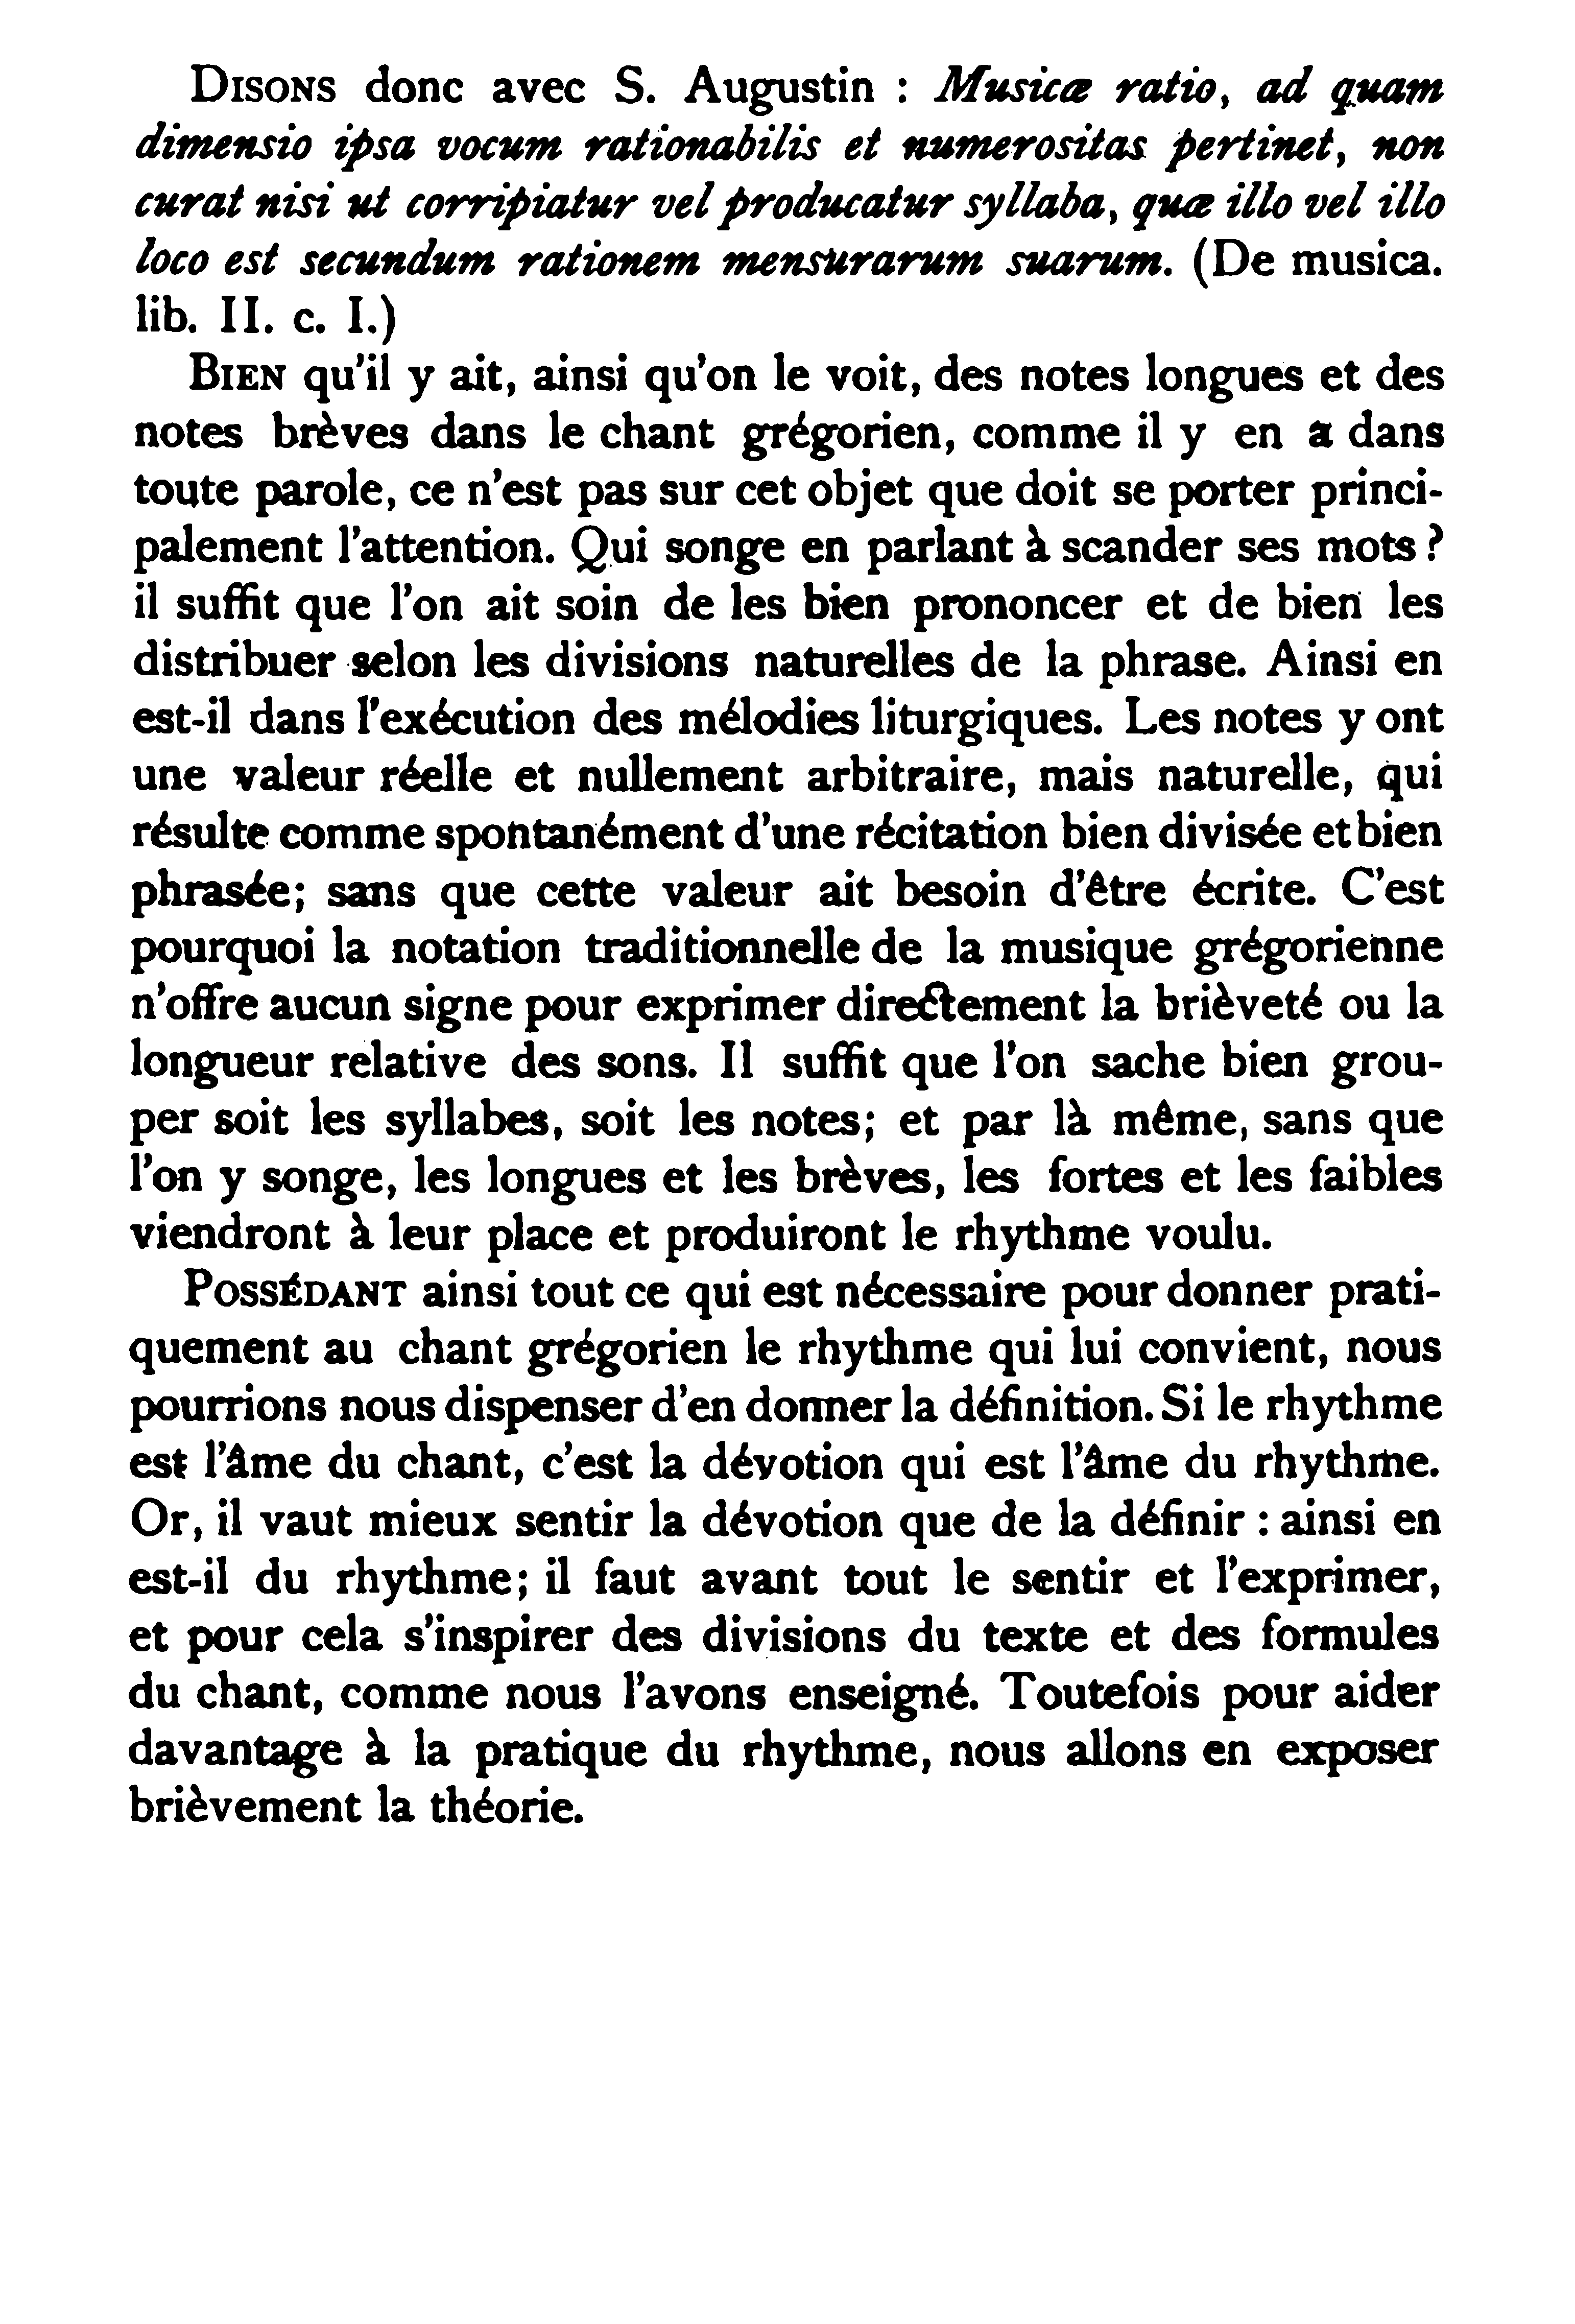 Disons donc avec S. Augustin : Musicæ ratio, ad quam
dimensio ipsa vocum rationabilis et numerositas pertinet, non
curat nisi ut corripiatur vel producatur syllaba, quæ illo vel illo
loco est secundum rationem mensurarum suarum. (De musica.
lib. II. c. I.)
Bien qu'il y ait, ainsi qu'on le voit, des notes longues et des
notes brèves dans le chant grégorien, comme il y en a dans
toute parole, ce n'est pas sur cet objet que doit se porter princi-
palement l'attention. Qui songe en parlant à scander ses mots ?
il suffit que l'on ait soin de les bien prononcer et de bien les
distribuer selon les divisions naturelles de la phrase. Ainsi en
est-il dans l'exécution des mélodies liturgiques. Les notes y ont
une valeur réelle et nullement arbitraire, mais naturelle, qui
résulte comme spontanément d'une récitation bien divisée et bien
phrasée; sans que cette valeur ait besoin d'être écrite. C'est
pourquoi la notation traditionnelle de la musique grégorienne
n'offre aucun signe pour exprimer directement la brièveté ou la
longueur relative des sons. Il suffit que l'on sache bien grou-
per soit les syllabes, soit les notes; et par là même, sans que
l'on y songe, les longues et les brèves, les fortes et les faibles
viendront à leur place et produiront le rhythme voulu.
Possédant ainsi tout ce qui est nécessaire pour donner prati-
quement au chant grégorien le rhythme qui lui convient, nous
pourrions nous dispenser d'en donner la définition. Si le rhythme
est l'âme du chant, c'est la dévotion qui est l'âme du rhythme.
Or, il vaut mieux sentir la dévotion que de la définir : ainsi en
est-il du rhythme; il faut avant tout le sentir et l'exprimer,
et pour cela s'inspirer des divisions du texte et des formules
du chant, comme nous l'avons enseigné. Toutefois pour aider
davantage à la pratique du rhythme, nous allons en exposer
brièvement la théorie.